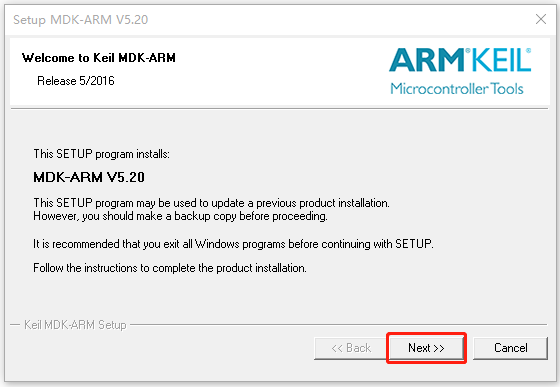 Setup MDK-ARM V5.20
Welcome to Keil MDK-ARM
Release 5/2016
ARM KEIL
Microcontroller Tools
This SETUP program installs:
MDK-ARM V5.20
This SETUP program may be used to update a previous product installation.
However, you should make a backup copy before proceeding.
It is recommended that you exit all Windows programs before continuing with SETUP.
Follow the instructions to complete the product installation.
Keil MDK-ARM Setup
<< Back
Next >>
Cancel